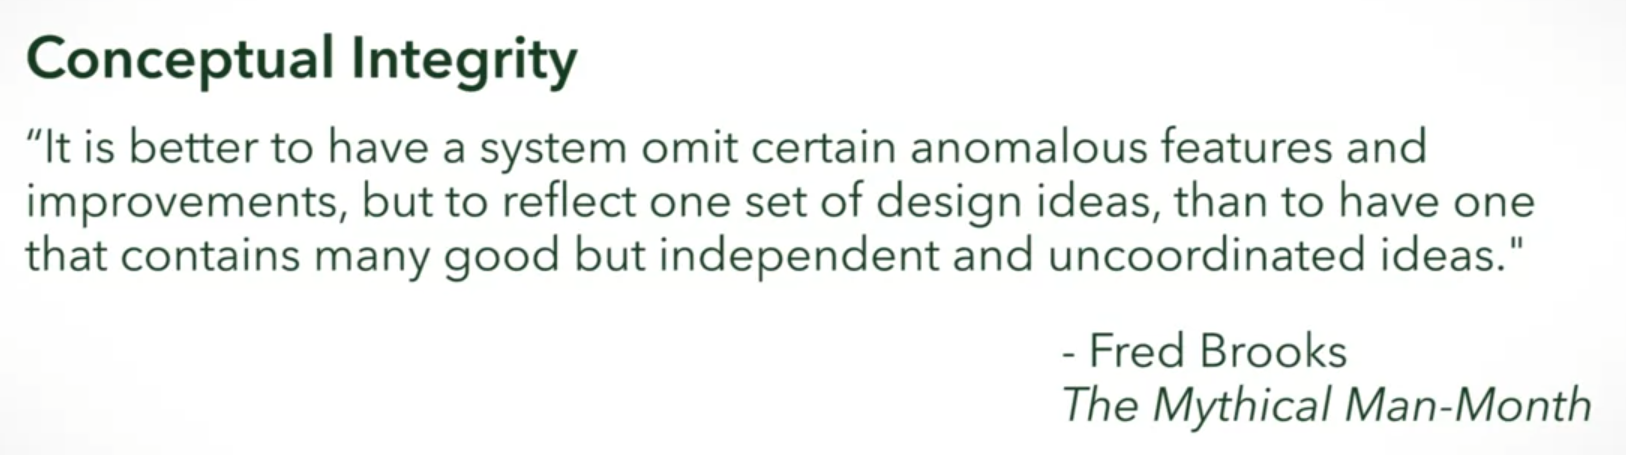 Conceptual Integrity
“It is better to have a system omit certain anomalous features and
improvements, but to reflect one set of design ideas, than to have one
that contains many good but independent and uncoordinated ideas."
- Fred Brooks
The Mythical Man-Month